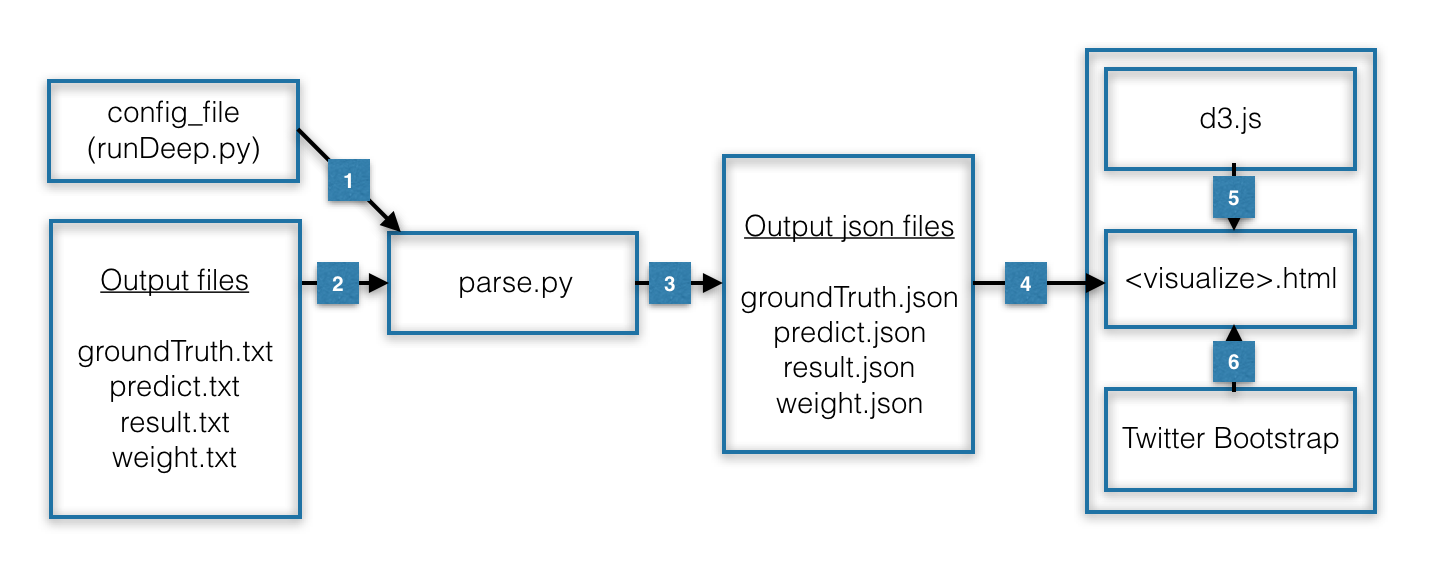 config_file
(runDeep.py)
1
Output files
groundTruth.txt
predict.txt
result.txt
weight.txt
2
parse.py
3
Output json files
groundTruth.json
predict.json
result.json
weight.json
4
d3.js
5
<visualize>.html
6
Twitter Bootstrap